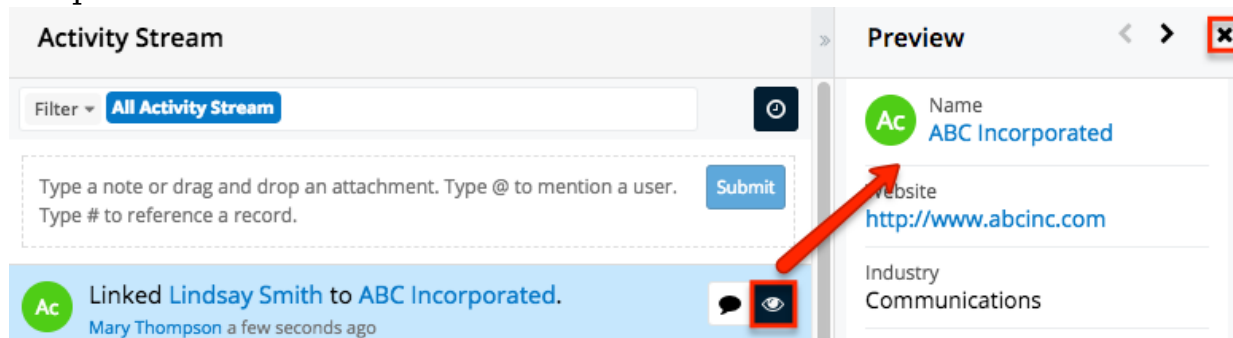 Activity Stream
Filter All Activity Stream
Type a note or drag and drop an attachment. Type @ to mention a user.
Type # to reference a record.
Submit
Ac
Linked Lindsay Smith to ABC Incorporated.
Mary Thompson a few seconds ago
» Preview
Ac
Name
ABC Incorporated
Website
http://www.abcinc.com
Industry
Communications